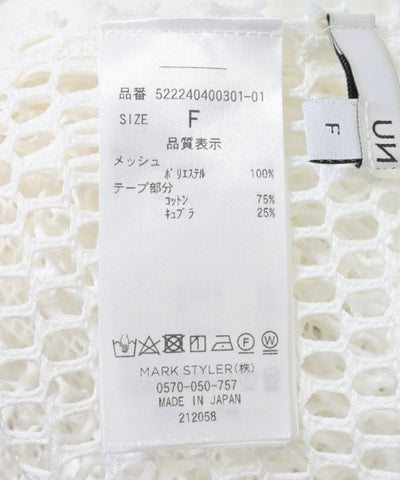 品番 522240400301-01
SIZE F
品質表示
メッシュ
ポリエステル 100%
テープ部分
コットン 75%
キュプラ 25%
F W
MARK STYLER(株)
0570-050-757
MADE IN JAPAN
212058
F
UN